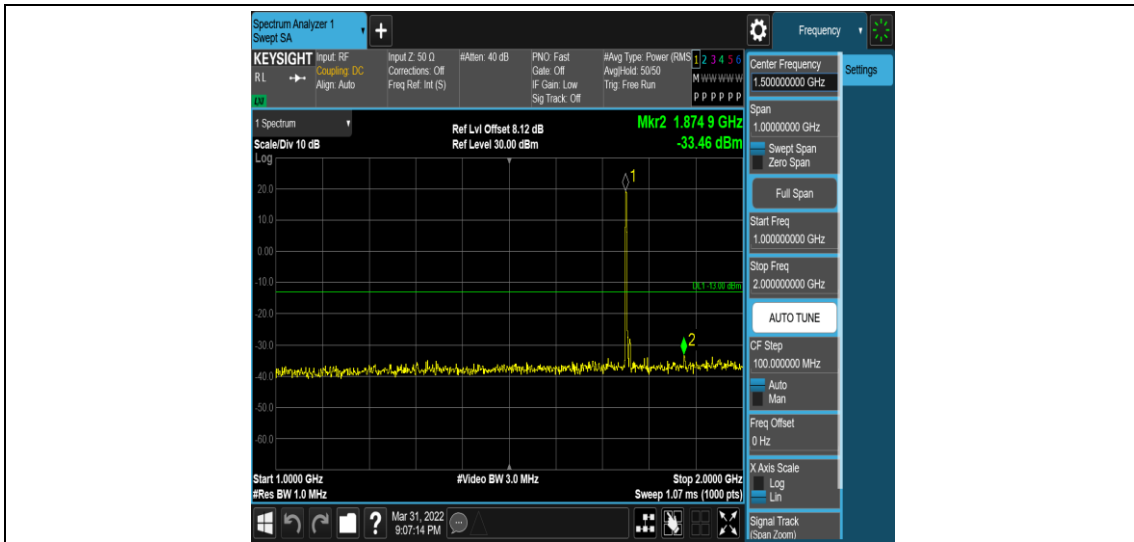 Spectrum Analyzer 1
Swept SA
+
Frequency
KEYSIGHT
RL
LXI
Input: RF
Coupling: DC
Align: Auto
Input Z: 50 Ω
Corrections: Off
Freq Ref: Int (S)
#Atten: 40 dB
PNO: Fast
Gate: Off
IF Gain: Low
Sig Track: Off
#Avg Type: Power (RMS
Avg|Hold: 50/50
Trig: Free Run
1 2 3 4 5 6
M W W W W W
P P P P P P
Center Frequency
1.500000000 GHz
Settings
Span
1.00000000 GHz
Swept Span
Zero Span
Full Span
Start Freq
1.000000000 GHz
Stop Freq
2.000000000 GHz
AUTO TUNE
CF Step
100.000000 MHz
Auto
Man
Freq Offset
0 Hz
X Axis Scale
Log
Lin
Signal Track
(Span Zoom)
1 Spectrum
Scale/Div 10 dB
Log
Ref Lvl Offset 8.12 dB
Ref Level 30.00 dBm
Mkr2 1.874 9 GHz
-33.46 dBm
1
20.0
10.0
0.00
-10.0
DL1 -13.00 dBm
-20.0
-30.0
2
-40.0
-50.0
-60.0
Start 1.0000 GHz
#Video BW 3.0 MHz
Stop 2.0000 GHz
#Res BW 1.0 MHz
Sweep 1.07 ms (1000 pts)
?
Mar 31, 2022
9:07:14 PM